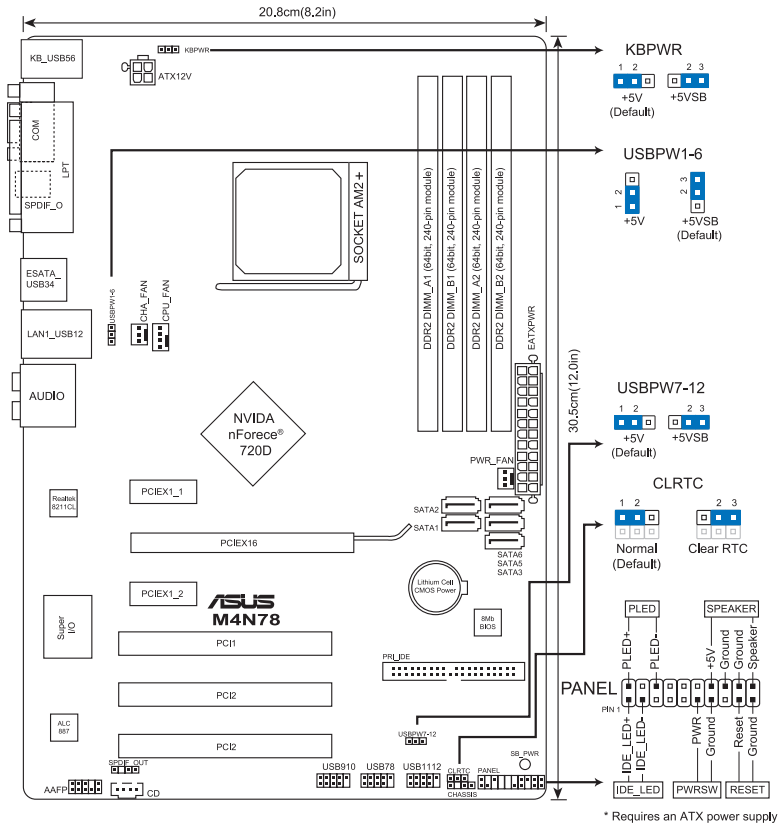 20.8cm(8.2in)
KB_USB56
KBPWR
ATX12V
COM
LPT
SPDIF_O
ESATA_
USB34
USBPW1-6
CHA_FAN
CPU_FAN
LAN1_USB12
AUDIO
SOCKET AM2+
DDR2 DIMM_A1 (64bit, 240-pin module)
DDR2 DIMM_B1 (64bit, 240-pin module)
DDR2 DIMM_A2 (64bit, 240-pin module)
DDR2 DIMM_B2 (64bit, 240-pin module)
EATXPWR
30.5cm(12.0in)
NVIDA
nForece®
720D
PWR_FAN
Realtek
8211CL
PCIEX1_1
SATA2
SATA1
PCIEX16
SATA6
SATA5
SATA3
PCIEX1_2
Lithium Cell
CMOS Power
Super
I/O
ASUS
M4N78
8Mb
BIOS
PCI1
PRI_IDE
PCI2
ALC
887
PCI2
USBPW7-12
SPDIF_OUT
SB_PWR
AAFP
CD
USB910
USB78
USB1112
CLRTC
CHASSIS
PANEL
KBPWR
1 2
2 3
+5V
(Default)
+5VSB
USBPW1-6
2
1
3
2
+5V
+5VSB
(Default)
USBPW7-12
1 2
2 3
+5V
(Default)
+5VSB
CLRTC
1 2
2 3
Normal
(Default)
Clear RTC
PLED
SPEAKER
PLED+
PLED-
+5V
Ground
Ground
Speaker
PANEL
PIN 1
IDE_LED+
IDE_LED-
PWR
Ground
Reset
Ground
IDE_LED
PWRSW
RESET
* Requires an ATX power supply